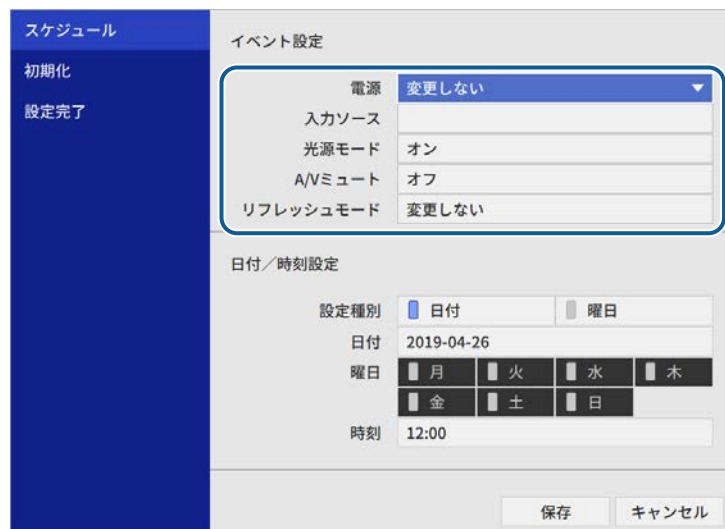 スケジュール
初期化
設定完了
イベント設定
電源 変更しない
入力ソース
光源モード オン
A/Vミュート オフ
リフレッシュモード 変更しない
日付/時刻設定
設定種別 日付 曜日
日付 2019-04-26
曜日 月 火 水 木
金 土 日
時刻 12:00
保存 キャンセル